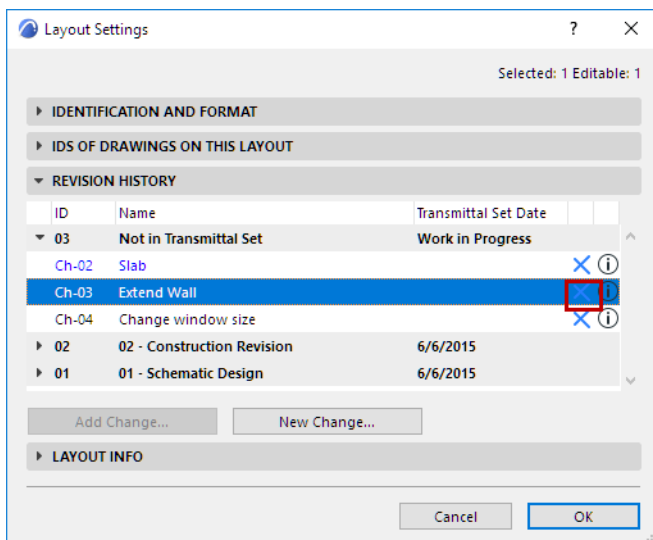 Layout Settings ?
Selected: 1 Editable: 1
IDENTIFICATION AND FORMAT
IDS OF DRAWINGS ON THIS LAYOUT
REVISION HISTORY
ID Name Transmittal Set Date
03 Not in Transmittal Set Work in Progress
Ch-02 Slab
Ch-03 Extend Wall
Ch-04 Change window size
02 02 - Construction Revision 6/6/2015
01 01 - Schematic Design 6/6/2015
Add Change... New Change...
LAYOUT INFO
Cancel OK